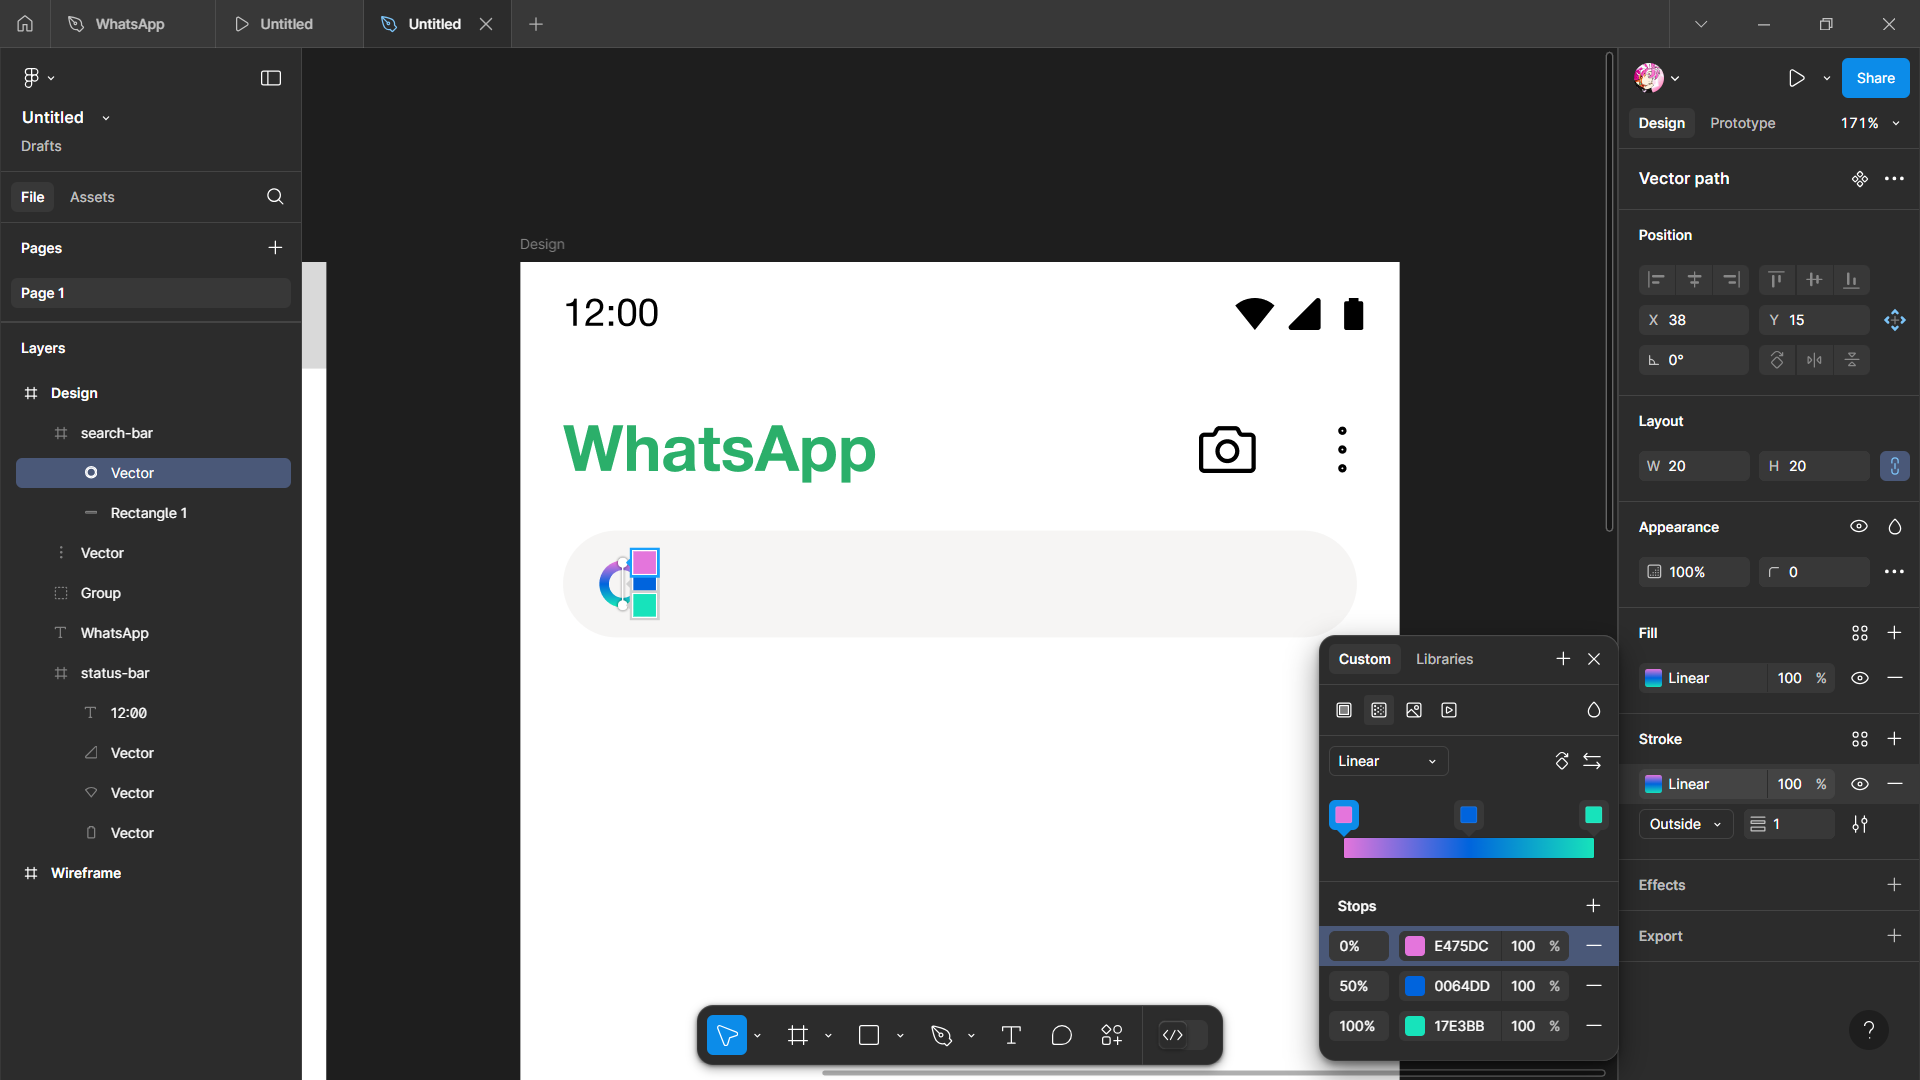 WhatsApp
Untitled
Untitled
Untitled
Drafts
File
Assets
Pages
Page 1
Layers
Design
search-bar
Vector
Rectangle 1
Vector
Group
WhatsApp
status-bar
12:00
Vector
Vector
Vector
Wireframe
Design
12:00
WhatsApp
Custom
Libraries
Linear
Stops
0% E475DC 100 %
50% 0064DD 100 %
100% 17E3BB 100 %
Share
Design
Prototype
171%
Vector path
Position
X 38
Y 15
0°
Layout
W 20
H 20
Appearance
100%
0
Fill
Linear 100 %
Stroke
Linear 100 %
Outside
1
Effects
Export
?